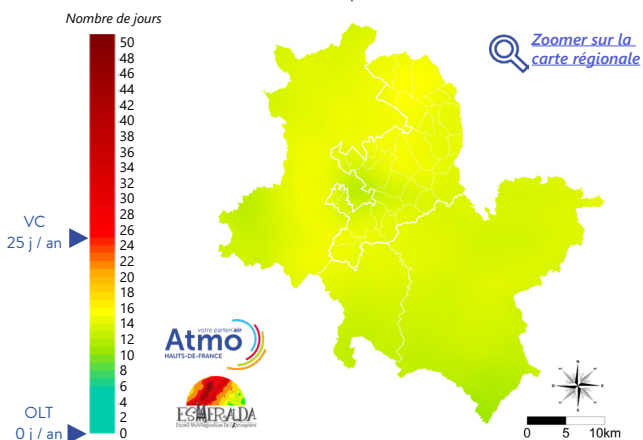 Nombre de jours
50
48
46
44
42
40
38
36
34
32
30
28
26
24
22
20
18
16
14
12
10
8
6
4
2
0
VC
25 j / an
OLT
0 j / an
Zoomer sur la
carte régionale
votre parten'air
Atmo
HAUTS-DE-FRANCE
ESMERALDA
N
O
E
S
0 5 10km